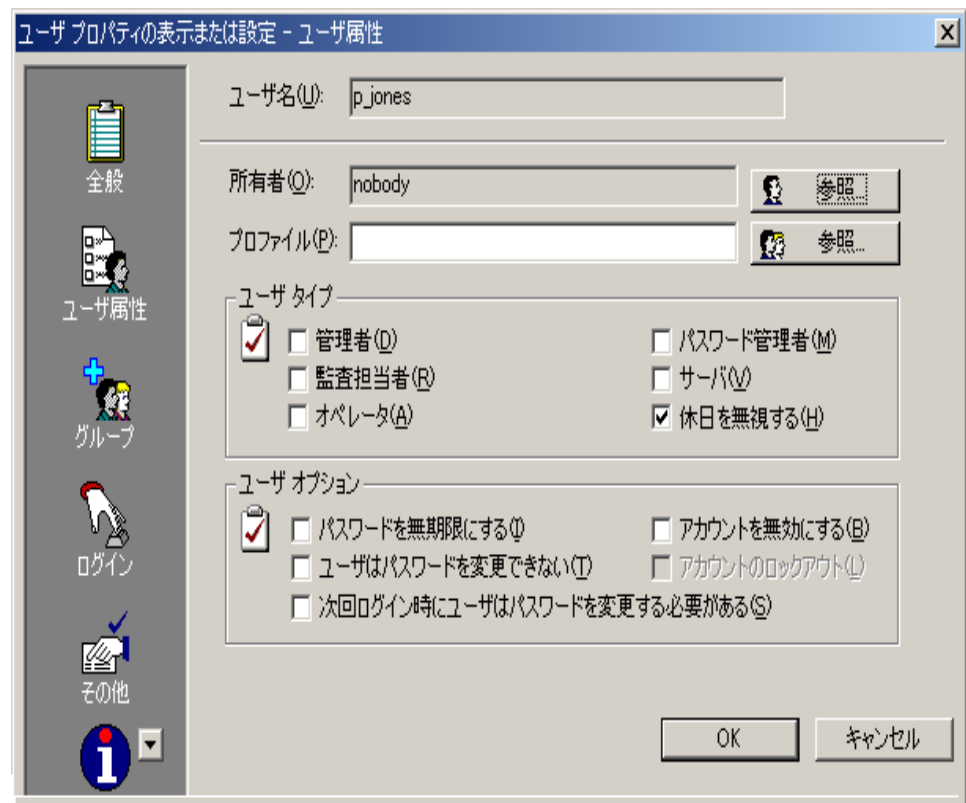 ユーザ プロパティの表示または設定 - ユーザ属性
ユーザ名(U): p_jones
全般
所有者(O): nobody 参照...
プロファイル(P): 参照...
ユーザ属性
ユーザ タイプ
管理者(D) パスワード管理者(M)
監査担当者(R) サーバ(V)
オペレータ(A) 休日を無視する(H)
グループ
ユーザ オプション
パスワードを無期限にする(I) アカウントを無効にする(B)
ユーザはパスワードを変更できない(T) アカウントのロックアウト(L)
次回ログイン時にユーザはパスワードを変更する必要がある(S)
ログイン
その他
OK キャンセル